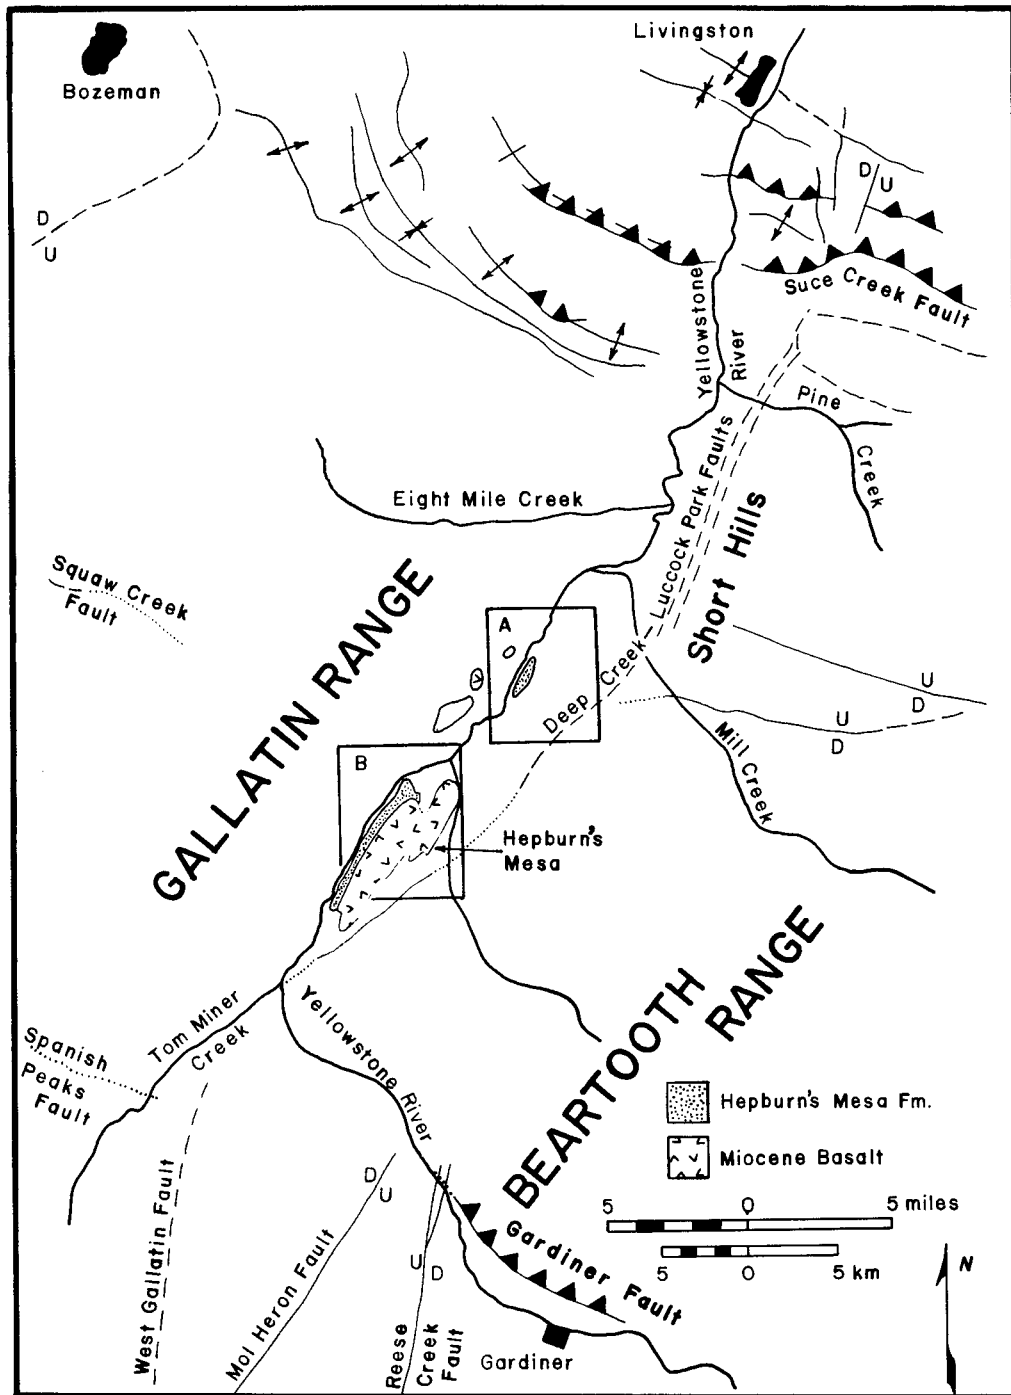 Livingston
Bozeman
D
U
D
U
Suce Creek Fault
Yellowstone
River
Pine
Creek
Eight Mile Creek
Luccock Park Faults
Short Hills
Squaw Creek
Fault
GALLATIN RANGE
A
Deep Creek
U
D
U
D
Mill Creek
B
Hepburn's
Mesa
BEARTOOTH
RANGE
Tom Miner
Creek
Yellowstone
River
Spanish
Peaks
Fault
Hepburn's Mesa Fm.
Miocene Basalt
5 0 5 miles
5 0 5 km
N
West Gallatin Fault
Mol Heron Fault
D
U
U
D
Reese
Creek
Fault
Gardiner Fault
Gardiner